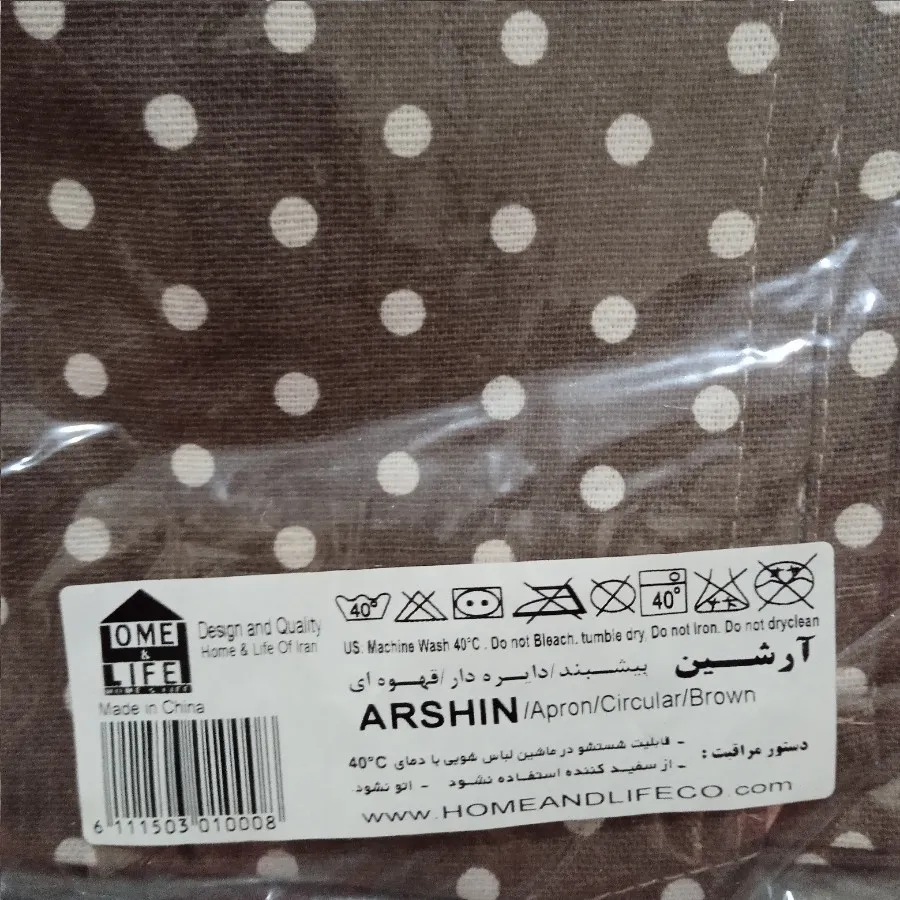 HOME
&
LIFE
HOME & LIFE
Design and Quality
Home & Life Of Iran
Made in China
6 111503 010008
40°
40°
US. Machine Wash 40°C . Do not Bleach. tumble dry. Do not Iron. Do not dryclean
آرشین پیشبند/دایره دار/قهوه ای
ARSHIN/Apron/Circular/Brown
دستور مراقبت : - قابلیت شستشو در ماشین لباس شویی با دمای 40°C
- از سفید کننده استفاده نشود - اتو نشود
www.HOMEANDLIFECO.com